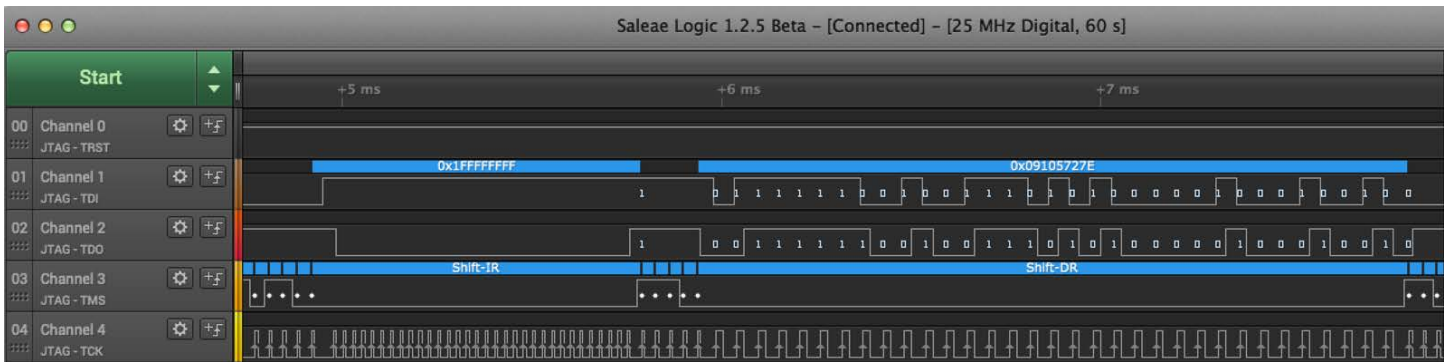 Saleae Logic 1.2.5 Beta – [Connected] – [25 MHz Digital, 60 s]
Start
+5 ms +6 ms +7 ms
00 Channel 0
JTAG - TRST
0x1FFFFFFFF 0x09105727E
01 Channel 1
JTAG - TDI
1 0 1 1 1 1 1 1 0 0 1 0 0 1 1 1 0 1 0 1 0 0 0 0 0 1 0 0 0 1 0 0 1 0 0
02 Channel 2
JTAG - TDO
1 0 0 1 1 1 1 1 1 0 0 1 0 0 1 1 1 0 1 0 1 0 0 0 0 0 1 0 0 0 1 0 0 1 0
Shift-IR Shift-DR
03 Channel 3
JTAG - TMS
04 Channel 4
JTAG - TCK